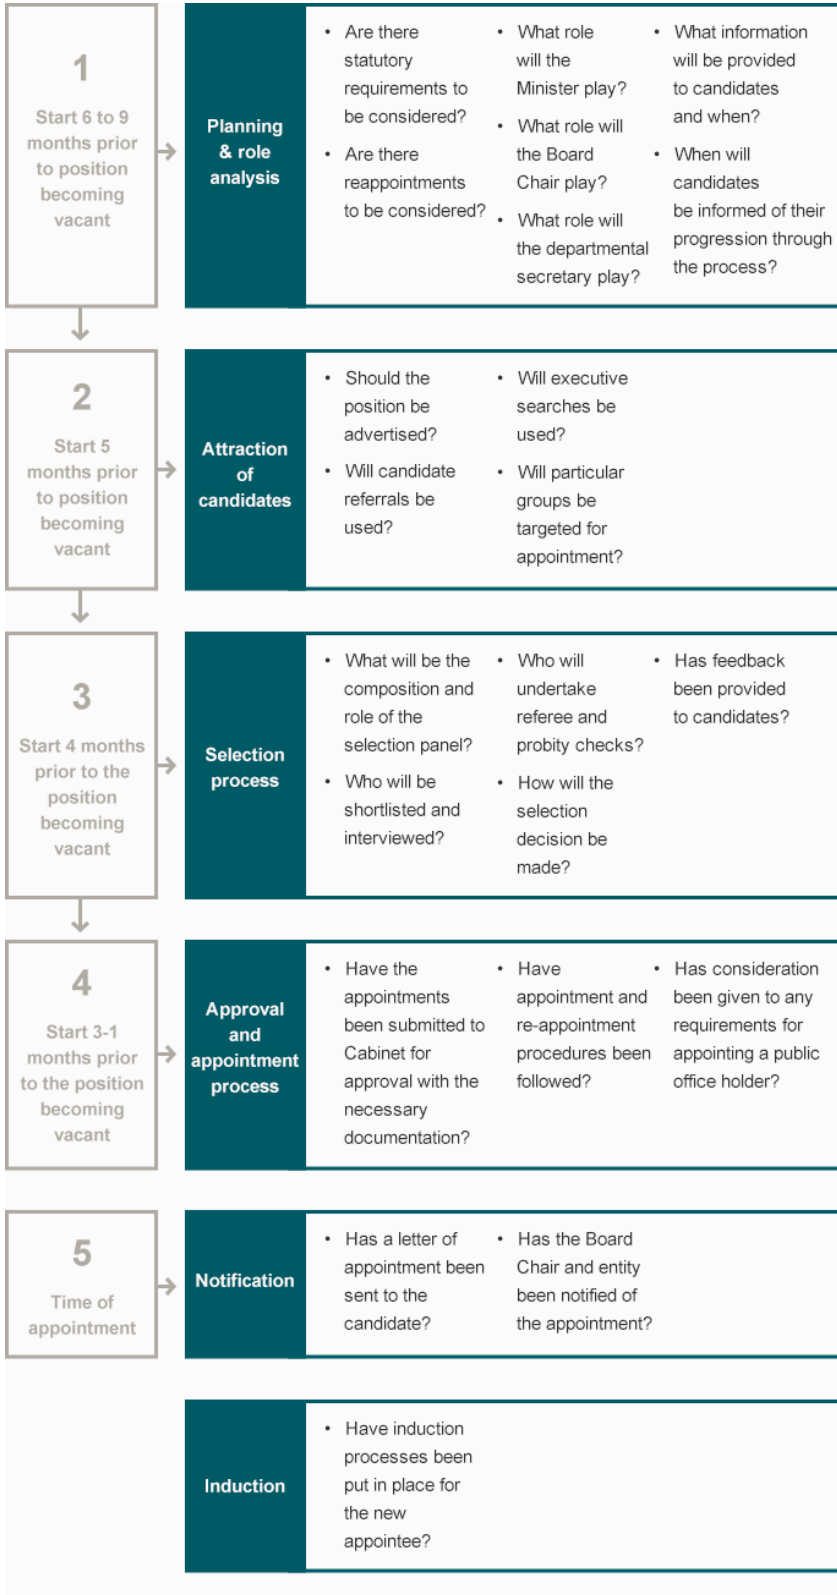 1
Start 6 to 9
months prior
to position
becoming
vacant
Planning
& role
analysis
• Are there
statutory
requirements to
be considered?
• Are there
reappointments
to be considered?
• What role
will the
Minister play?
• What role will
the Board
Chair play?
• What role will
the departmental
secretary play?
• What information
will be provided
to candidates
and when?
• When will
candidates
be informed of their
progression through
the process?
2
Start 5
months prior
to position
becoming
vacant
Attraction
of
candidates
• Should the
position be
advertised?
• Will candidate
referrals be
used?
• Will executive
searches be
used?
• Will particular
groups be
targeted for
appointment?
3
Start 4 months
prior to the
position
becoming
vacant
Selection
process
• What will be the
composition and
role of the
selection panel?
• Who will be
shortlisted and
interviewed?
• Who will
undertake
referee and
probity checks?
• How will the
selection
decision be
made?
• Has feedback
been provided
to candidates?
4
Start 3-1
months prior
to the position
becoming
vacant
Approval
and
appointment
process
• Have the
appointments
been submitted to
Cabinet for
approval with the
necessary
documentation?
• Have
appointment and
re-appointment
procedures been
followed?
• Has consideration
been given to any
requirements for
appointing a public
office holder?
5
Time of
appointment
Notification
• Has a letter of
appointment been
sent to the
candidate?
• Has the Board
Chair and entity
been notified of
the appointment?
Induction
• Have induction
processes been
put in place for
the new
appointee?